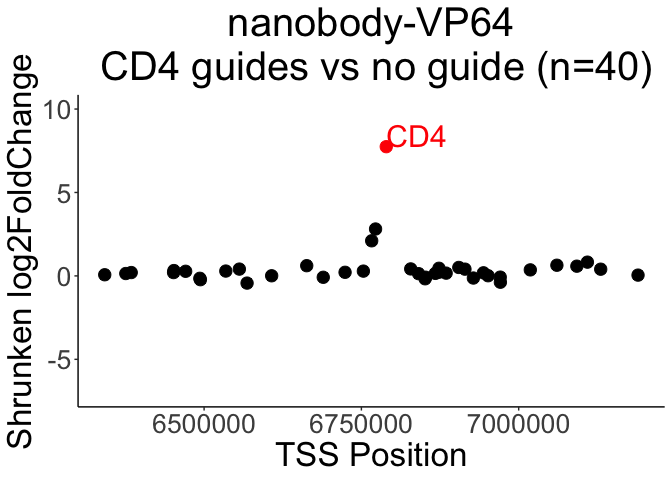 nanobody-VP64
CD4 guides vs no guide (n=40)
Shrunken log2FoldChange
10
5
0
-5
CD4
6500000 6750000 7000000
TSS Position